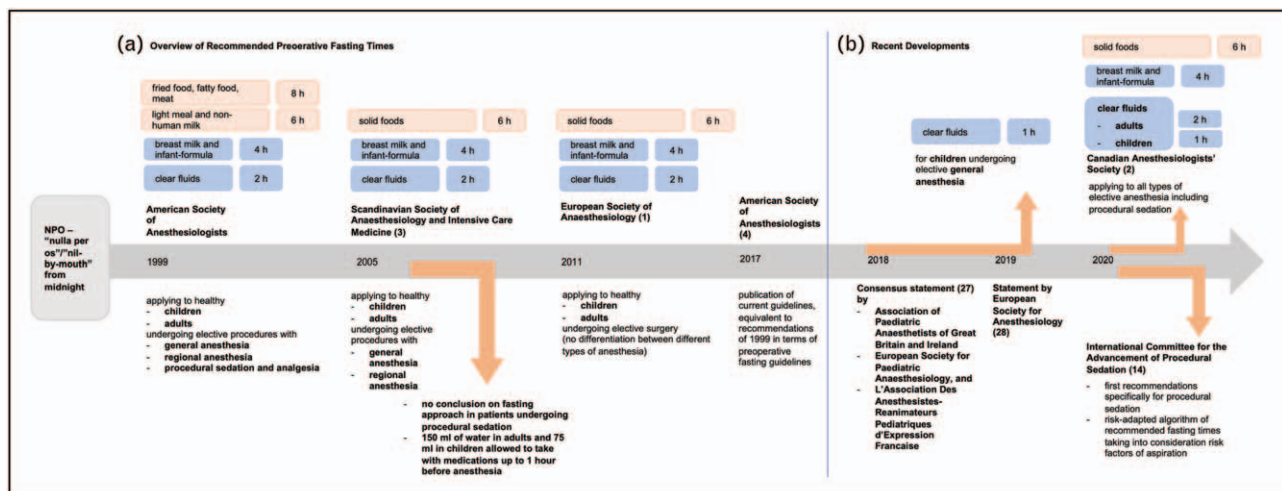 (a) Overview of Recommended Preoerative Fasting Times
fried food, fatty food,
meat
8 h
light meal and non-
human milk
6 h
breast milk and
infant-formula
4 h
clear fluids
2 h
American Society
of
Anesthesiologists
solid foods
6 h
breast milk and
infant-formula
4 h
clear fluids
2 h
Scandinavian Society of
Anaesthesiology and Intensive Care
Medicine (3)
solid foods
6 h
breast milk and
infant-formula
4 h
clear fluids
2 h
European Society of
Anaesthesiology (1)
American Society
of
Anesthesiologists
(4)
NPO –
“nulla per
os”/”nil-
by-mouth”
from
midnight
1999
2005
2011
2017
applying to healthy
- children
- adults
undergoing elective procedures with
- general anesthesia
- regional anesthesia
- procedural sedation and analgesia
applying to healthy
- children
- adults
undergoing elective
procedures with
- general
anesthesia
- regional
anesthesia
- no conclusion on fasting
approach in patients undergoing
procedural sedation
- 150 ml of water in adults and 75
ml in children allowed to take
with medications up to 1 hour
before anesthesia
applying to healthy
- children
- adults
undergoing elective surgery
(no differentiation between different
types of anesthesia)
publication of
current guidelines,
equivalent to
recommendations
of 1999 in terms of
preoperative
fasting guidelines
(b) Recent Developments
clear fluids
1 h
for children undergoing
elective general
anesthesia
solid foods
6 h
breast milk and
infant-formula
4 h
clear fluids
- adults
2 h
- children
1 h
Canadian Anesthesiologists'
Society (2)
applying to all types of
elective anesthesia including
procedural sedation
2018
2019
2020
Consensus statement (27)
by
- Association of
Paediatric
Anaesthetists of Great
Britain and Ireland
- European Society for
Paediatric
Anaesthesiology, and
- L'Association Des
Anesthesistes-
Reanimateurs
Pediatriques
d'Expression
Francaise
Statement by
European
Society for
Anesthesiology
(28)
International Committee for the
Advancement of Procedural
Sedation (14)
- first recommendations
specifically for procedural
sedation
- risk-adapted algorithm of
recommended fasting times
taking into consideration risk
factors of aspiration